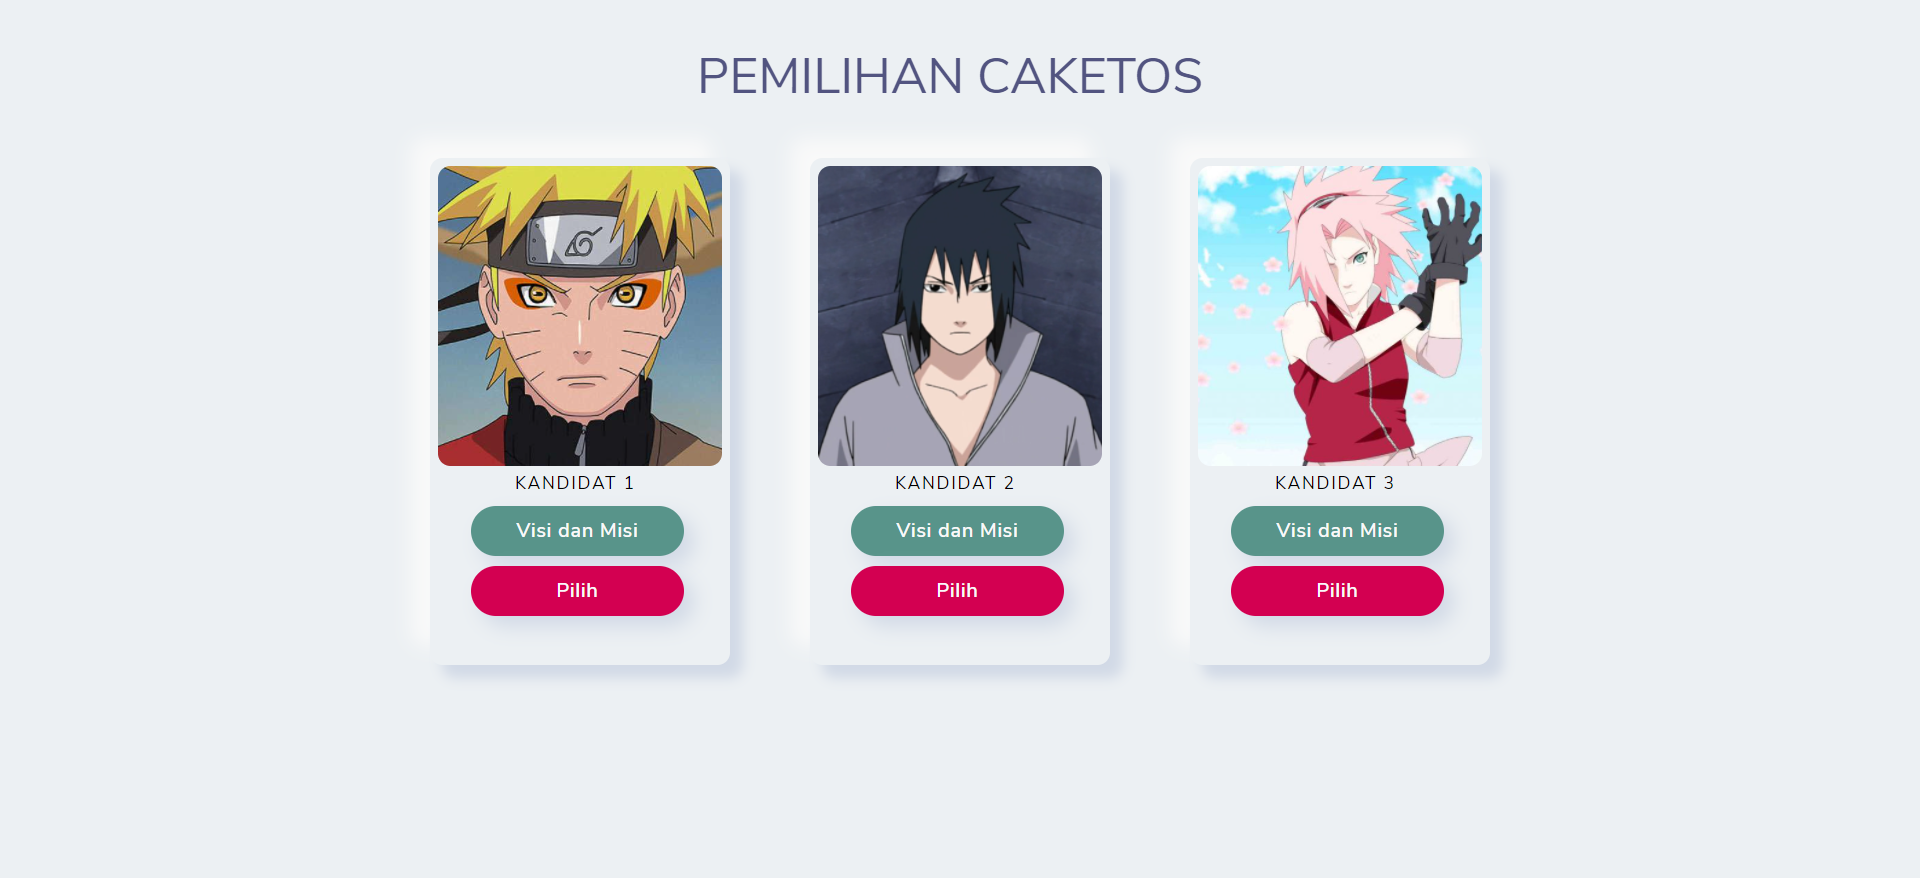 PEMILIHAN CAKETOS
KANDIDAT 1
Visi dan Misi
Pilih
KANDIDAT 2
Visi dan Misi
Pilih
KANDIDAT 3
Visi dan Misi
Pilih